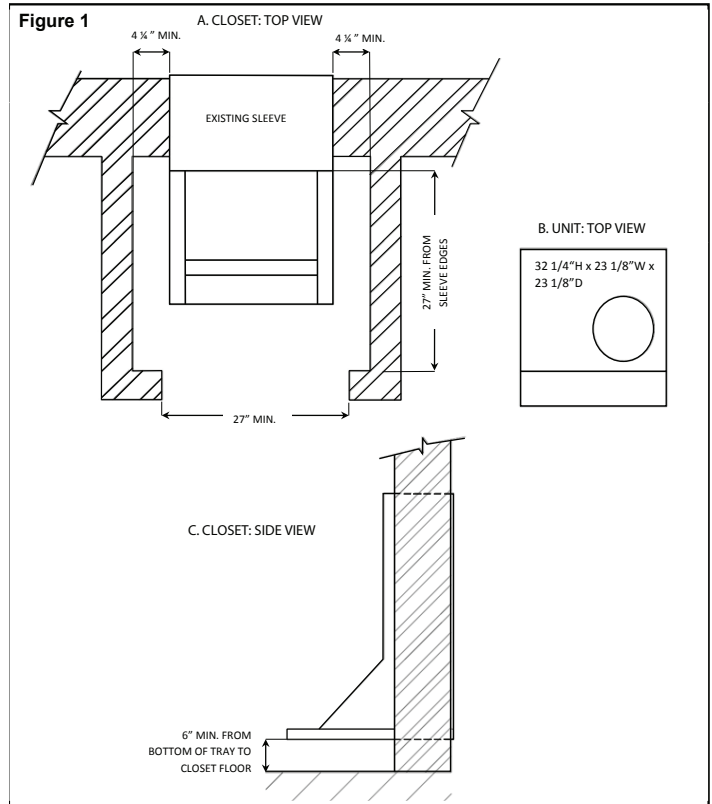 Figure 1
A. CLOSET: TOP VIEW
4 ¼ ” MIN.
4 ¼ ” MIN.
EXISTING SLEEVE
27” MIN. FROM
SLEEVE EDGES
27” MIN.
B. UNIT: TOP VIEW
32 1/4“H x 23 1/8”W x
23 1/8”D
C. CLOSET: SIDE VIEW
6” MIN. FROM
BOTTOM OF TRAY TO
CLOSET FLOOR